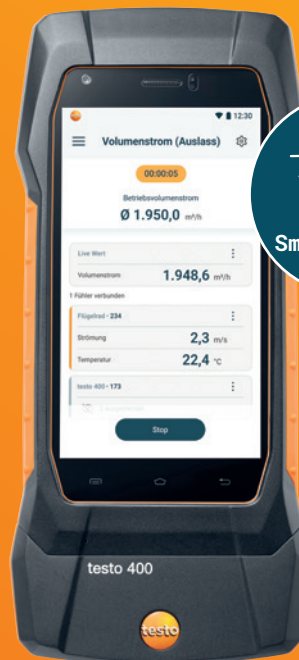 12:30
Volumenstrom (Auslass)
00:00:05
Betriebsvolumenstrom
Ø 1.950,0 m³/h
Live Wert
Volumenstrom 1.948,6 m³/h
1 Fühler verbunden
Flügelrad - 234
Strömung 2,3 m/s
Temperatur 22,4 °C
testo 400 - 173
Stop
Sm
testo 400
testo